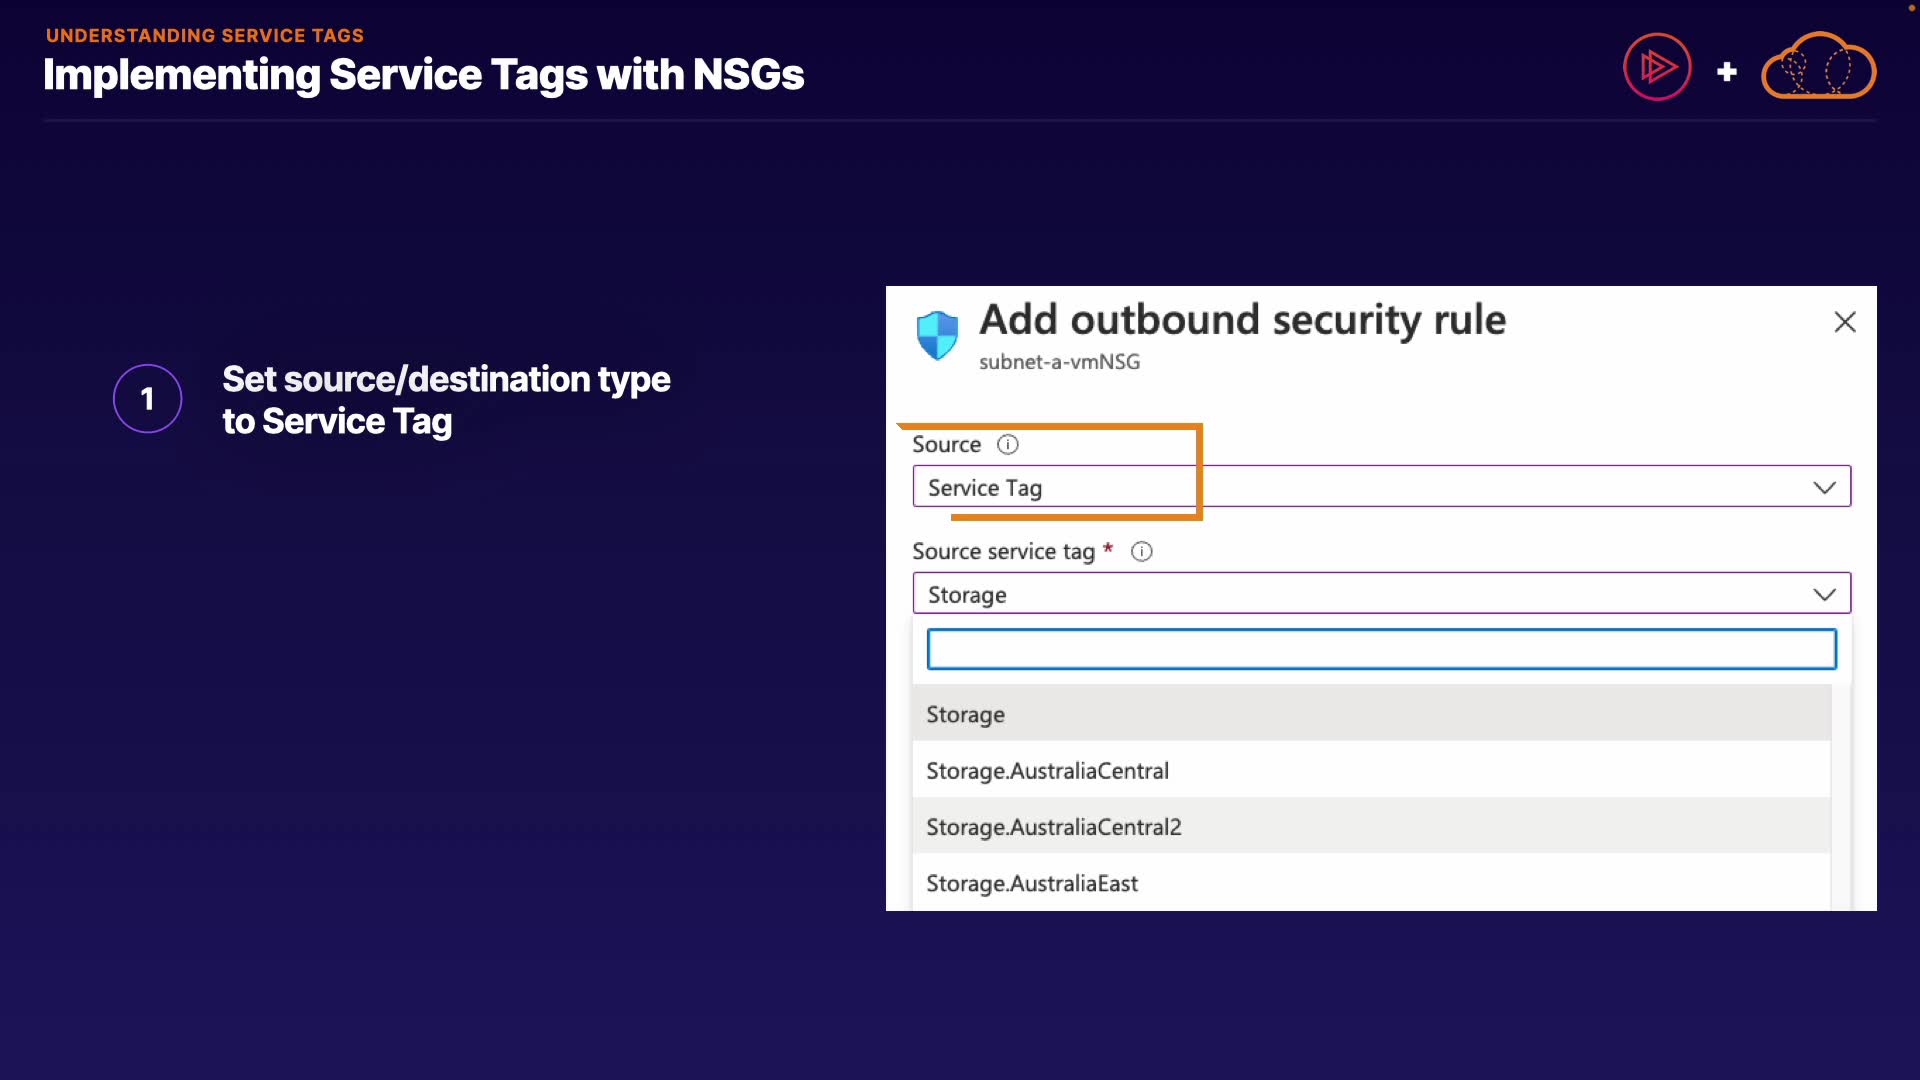 UNDERSTANDING SERVICE TAGS
Implementing Service Tags with NSGs
1
Set source/destination type
to Service Tag
Add outbound security rule
subnet-a-vmNSG
Source
Service Tag
Source service tag *
Storage
Storage
Storage.AustraliaCentral
Storage.AustraliaCentral2
Storage.AustraliaEast